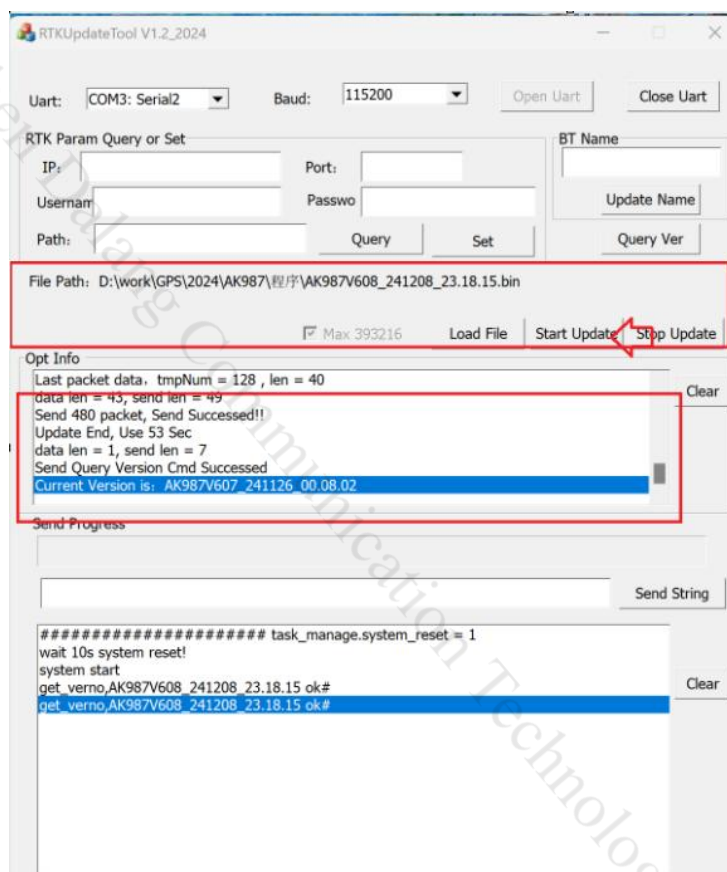 RTKUpdateTool V1.2_2024
Uart: COM3: Serial2 Baud: 115200 Open Uart Close Uart
RTK Param Query or Set BT Name
IP: Port:
Usernam Passwo Update Name
Path: Query Set Query Ver
File Path: D:\work\GPS\2024\AK987\程序\AK987V608_241208_23.18.15.bin
Max 393216 Load File Start Update Stop Update
Opt Info
Last packet data, tmpNum = 128 , len = 40
data len = 43, send len = 49
Send 480 packet, Send Successed!!
Update End, Use 53 Sec
data len = 1, send len = 7
Send Query Version Cmd Successed
Current Version is: AK987V607_241126_00.08.02
Clear
Send Progress
Send String
###################### task_manage.system_reset = 1
wait 10s system reset!
system start
get_verno,AK987V608_241208_23.18.15 ok#
get_verno,AK987V608_241208_23.18.15 ok#
Clear
en Dalang Communication Technolo